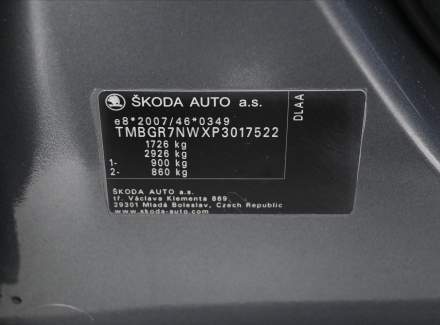 ŠKODA AUTO a.s.
e8*2007/46*0349
TMBGR7NWXP3017522
1726 kg
2926 kg
1- 900 kg
2- 860 kg
DLAA
ŠKODA AUTO a.s.
tř. Václava Klementa 869,
29301 Mladá Boleslav, Czech Republic
www.skoda-auto.com